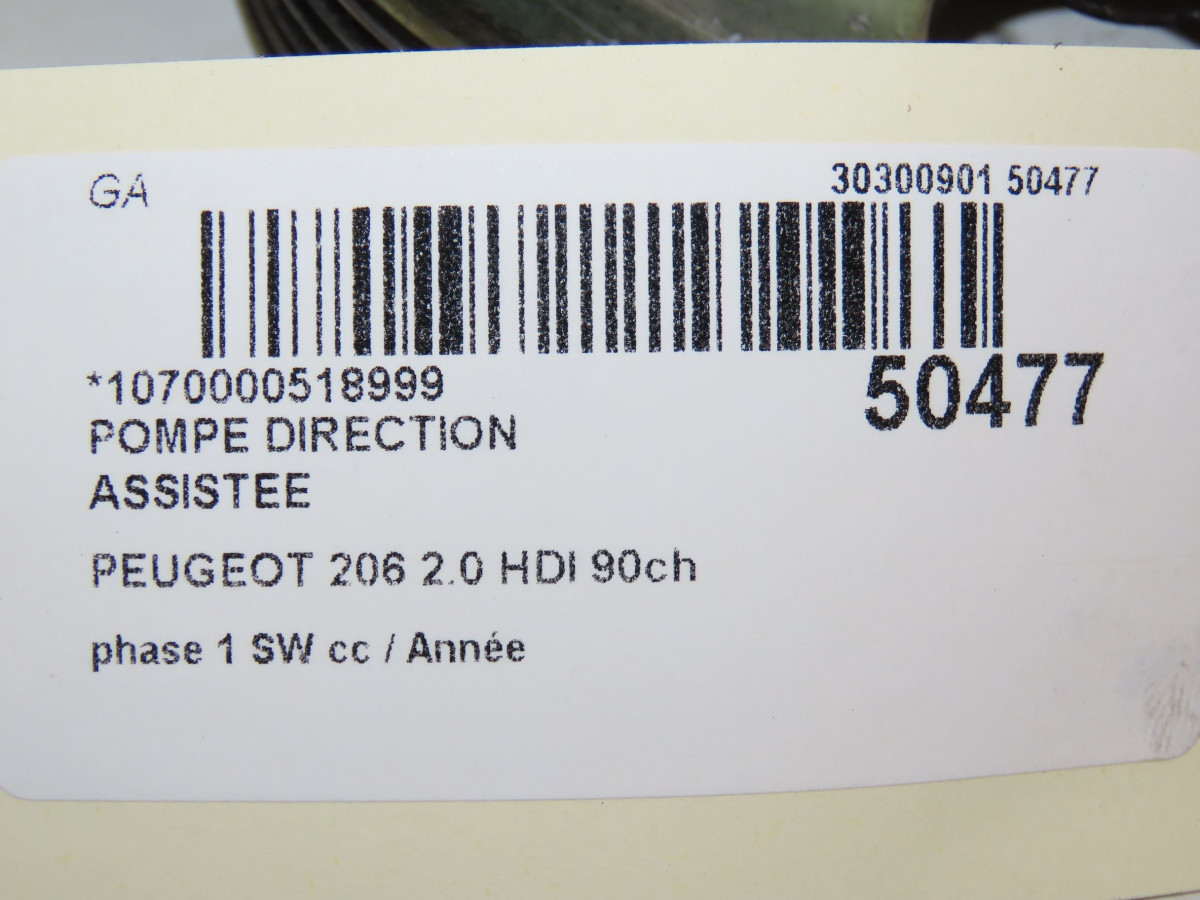 GA
30300901 50477
*1070000518999
50477
POMPE DIRECTION
ASSISTEE
PEUGEOT 206 2.0 HDI 90ch
phase 1 SW cc / Année